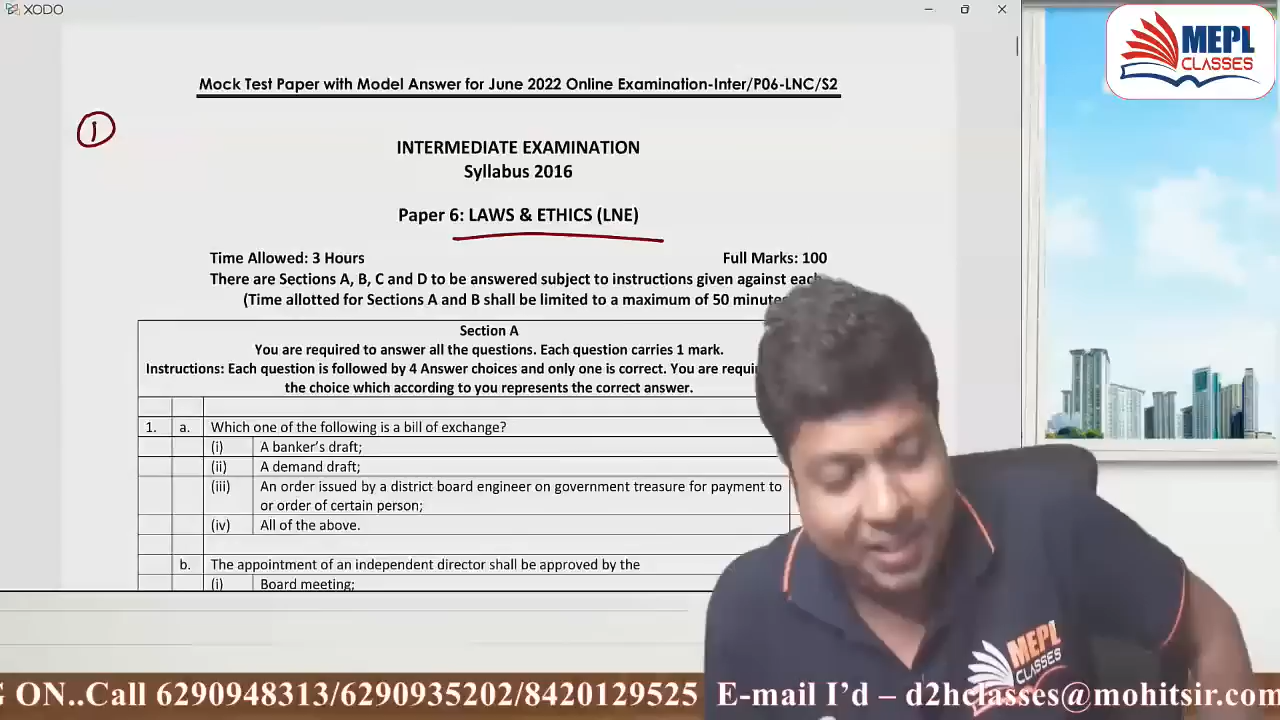 XODO
MEPL
CLASSES
Mock Test Paper with Model Answer for June 2022 Online Examination-Inter/P06-LNC/S2
1
INTERMEDIATE EXAMINATION
Syllabus 2016
Paper 6: LAWS & ETHICS (LNE)
Time Allowed: 3 Hours Full Marks: 100
There are Sections A, B, C and D to be answered subject to instructions given against
(Time allotted for Sections A and B shall be limited to a maximum of 50
Section A
You are required to answer all the questions. Each question carries 1 mark.
Instructions: Each question is followed by 4 Answer choices and only one is correct. You are
the choice which according to you represents the correct answer.
1. a. Which one of the following is a bill of exchange?
(i) A banker's draft;
(ii) A demand draft;
(iii) An order issued by a district board engineer on government treasure for payment to
or order of certain person;
(iv) All of the above.
b. The appointment of an independent director shall be approved by the
(i) Board meeting;
MEPL
CLASSES
G ON..Call 6290948313/6290935202/8420129525 E-mail I'd – d2hclasses@mohitsir.com